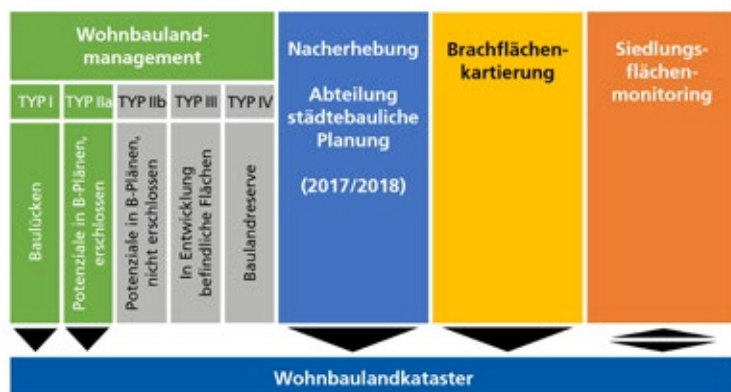 Wohnbauland-
management
TYP I
TYP IIa
TYP IIb
TYP III
TYP IV
Baulücken
Potenziale in B-Plänen,
erschlossen
Potenziale in B-Plänen,
nicht erschlossen
In Entwicklung
befindliche Flächen
Baulandreserve
Nacherhebung
Abteilung
städtebauliche
Planung
(2017/2018)
Brachflächen-
kartierung
Siedlungs-
flächen-
monitoring
Wohnbaulandkataster